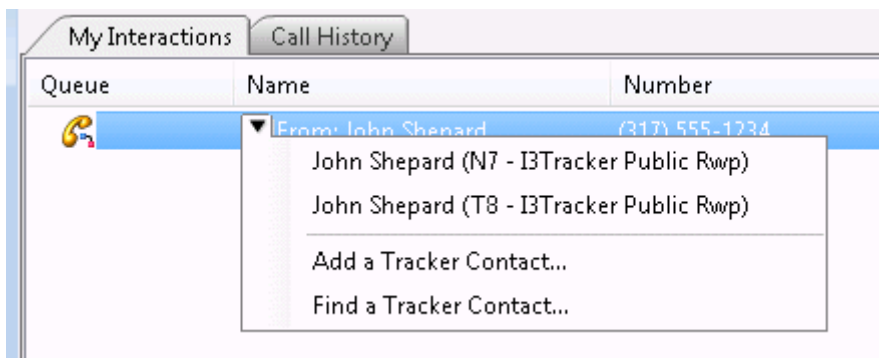 My Interactions Call History
Queue Name Number
From: John Shepard (317) 555-1234
John Shepard (N7 - I3Tracker Public Rwp)
John Shepard (T8 - I3Tracker Public Rwp)
Add a Tracker Contact...
Find a Tracker Contact...